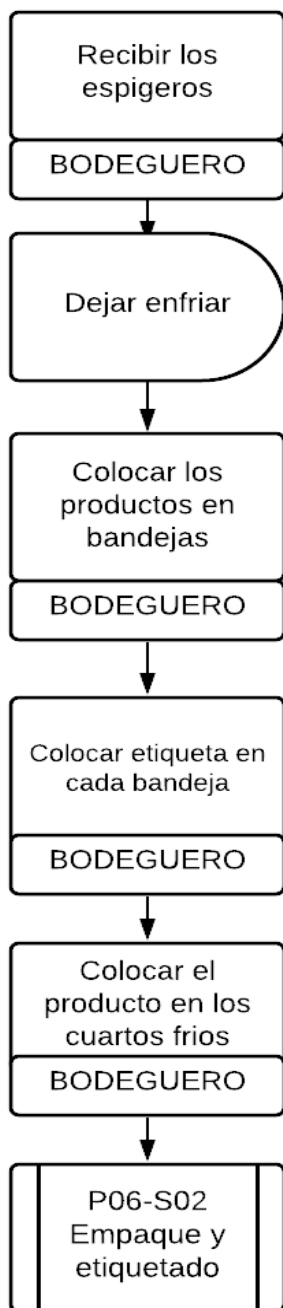 Recibir los
espigeros
BODEGUERO
Dejar enfriar
Colocar los
productos en
bandejas
BODEGUERO
Colocar etiqueta en
cada bandeja
BODEGUERO
Colocar el
producto en los
cuartos frios
BODEGUERO
P06-S02
Empaque y
etiquetado